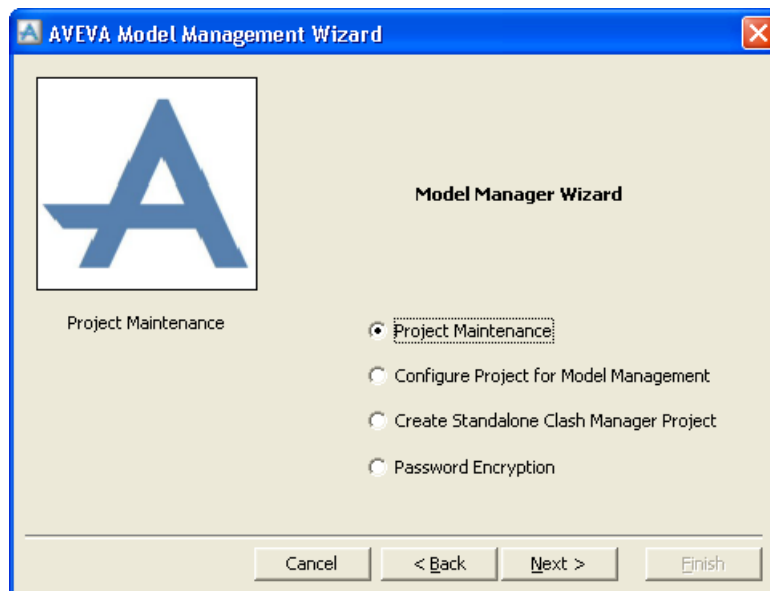 AVEVA Model Management Wizard
Model Manager Wizard
Project Maintenance
Project Maintenance
Configure Project for Model Management
Create Standalone Clash Manager Project
Password Encryption
Cancel
< Back
Next >
Finish